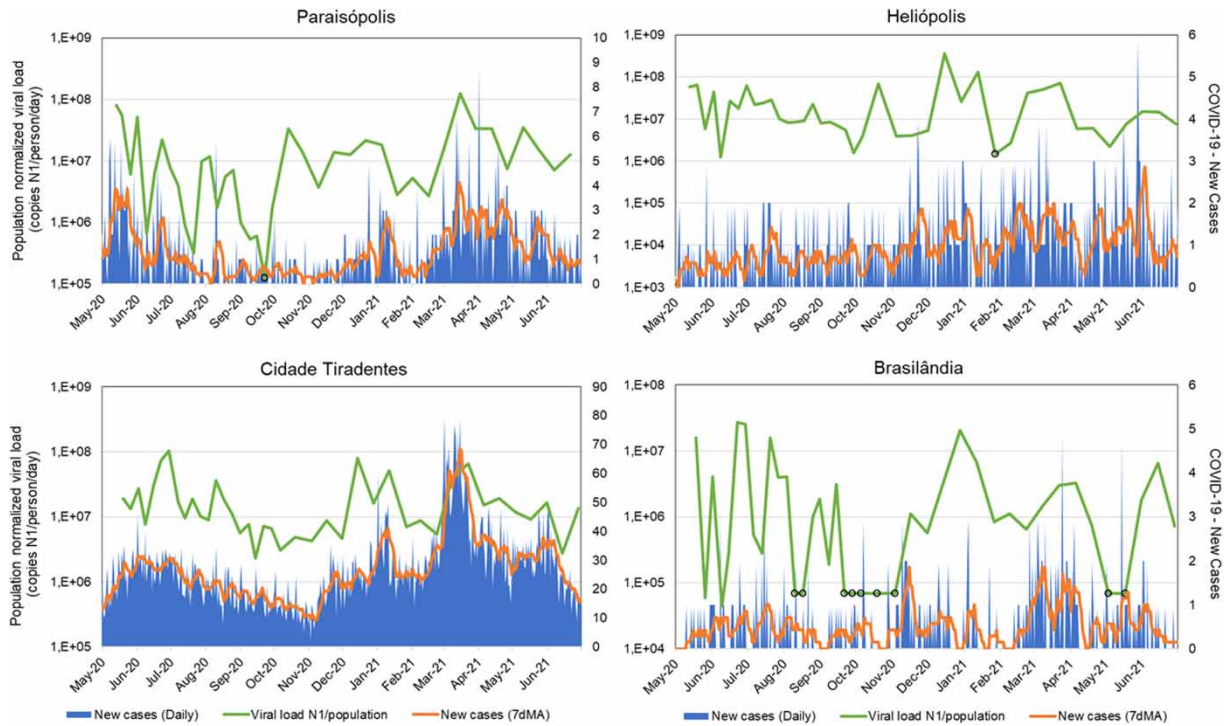 Paraisópolis
Population normalized viral load
(copies N1/person/day)
1,E+09
1,E+08
1,E+07
1,E+06
1,E+05
10
9
8
7
6
5
4
3
2
1
0
May-20 Jun-20 Jul-20 Aug-20 Sep-20 Oct-20 Nov-20 Dec-20 Jan-21 Feb-21 Mar-21 Apr-21 May-21 Jun-21
Heliópolis
1,E+09
1,E+08
1,E+07
1,E+06
1,E+05
1,E+04
1,E+03
6
5
4
3
2
1
0
COVID-19 - New Cases
May-20 Jun-20 Jul-20 Aug-20 Sep-20 Oct-20 Nov-20 Dec-20 Jan-21 Feb-21 Mar-21 Apr-21 May-21 Jun-21
Cidade Tiradentes
Population normalized viral load
(copies N1/person/day)
1,E+09
1,E+08
1,E+07
1,E+06
1,E+05
90
80
70
60
50
40
30
20
10
0
May-20 Jun-20 Jul-20 Aug-20 Sep-20 Oct-20 Nov-20 Dec-20 Jan-21 Feb-21 Mar-21 Apr-21 May-21 Jun-21
New cases (Daily) Viral load N1/population New cases (7dMA)
Brasilândia
1,E+08
1,E+07
1,E+06
1,E+05
1,E+04
6
5
4
3
2
1
0
COVID-19 - New Cases
May-20 Jun-20 Jul-20 Aug-20 Sep-20 Oct-20 Nov-20 Dec-20 Jan-21 Feb-21 Mar-21 Apr-21 May-21 Jun-21
New cases (Daily) Viral load N1/population New cases (7dMA)